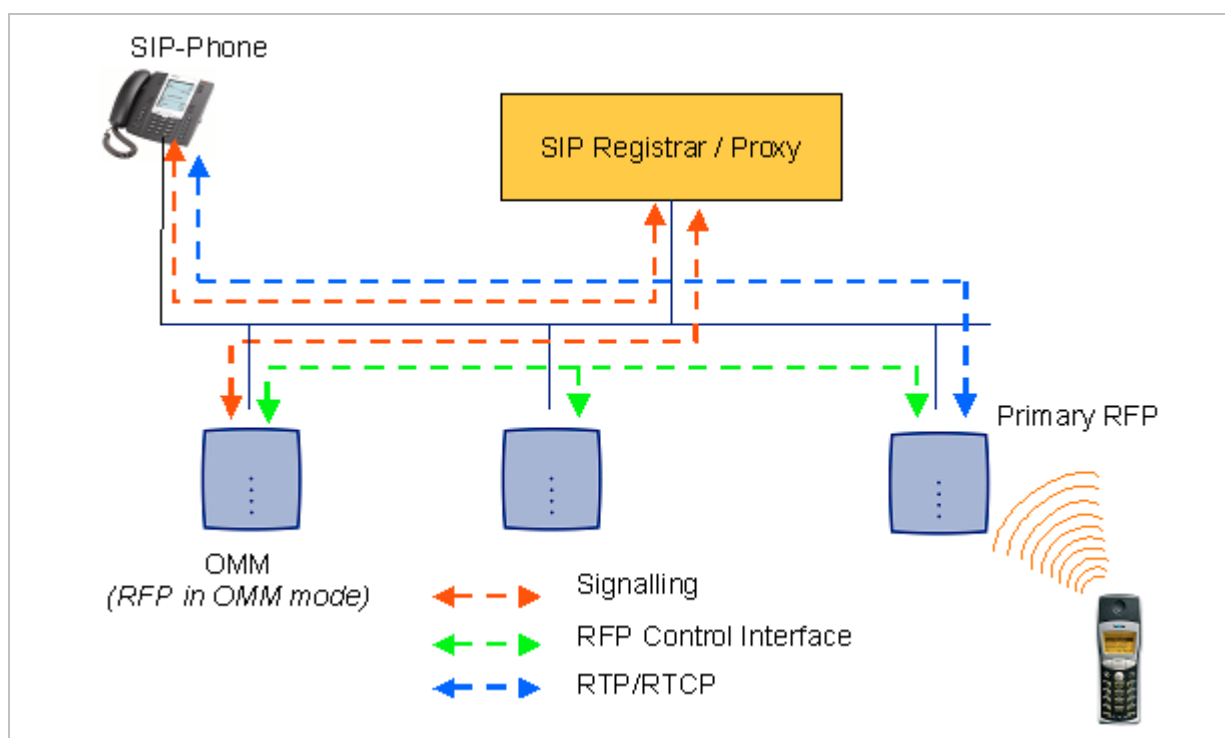 SIP-Phone
SIP Registrar / Proxy
Primary RFP
OMM
(RFP in OMM mode)
Signalling
RFP Control Interface
RTP/RTCP